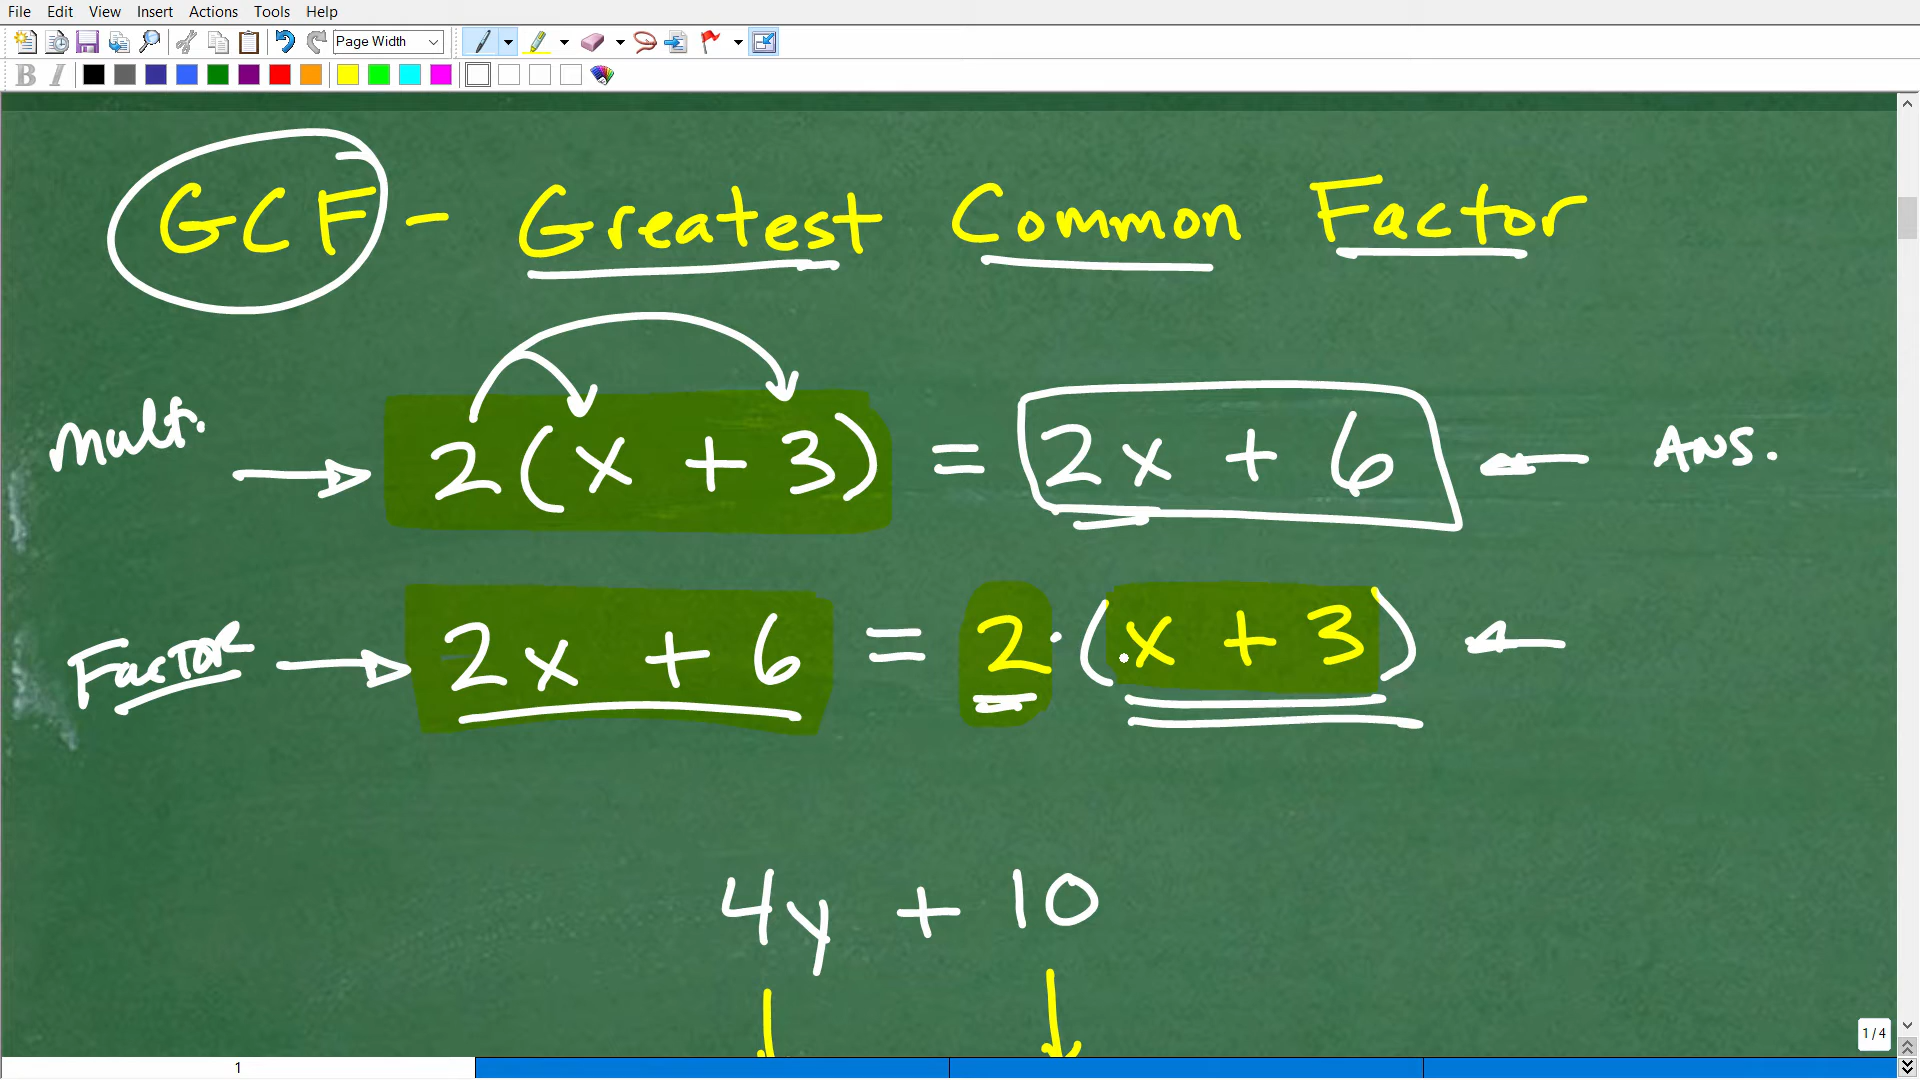 File Edit View Insert Actions Tools Help
Page Width
B I
GCF - Greatest Common Factor
Mult. 2(x + 3) = 2x + 6 Ans.
Factor 2x + 6 = 2·(x + 3)
4y + 10
1 / 4
1